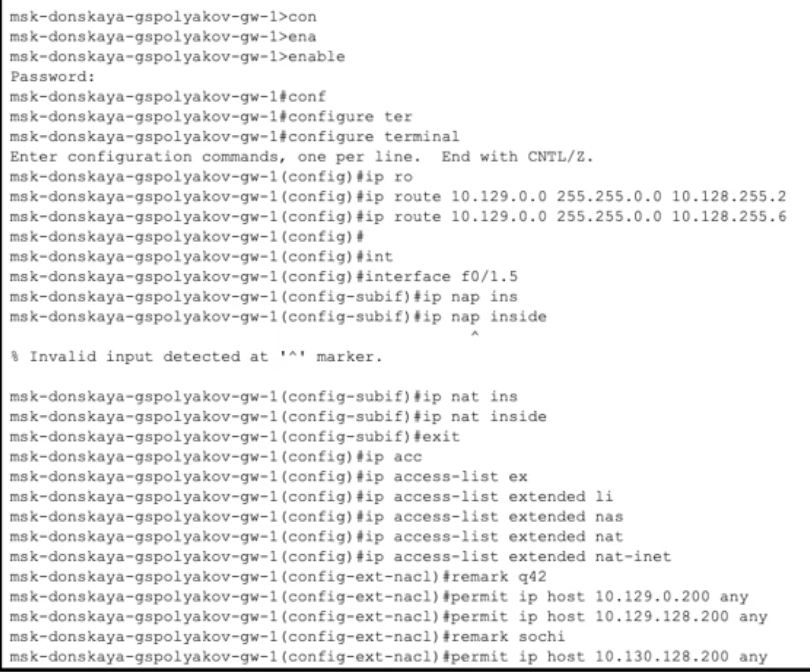 msk-donskaya-gspolyakov-gw-1>con
msk-donskaya-gspolyakov-gw-1>ena
msk-donskaya-gspolyakov-gw-1>enable
Password:
msk-donskaya-gspolyakov-gw-1#conf
msk-donskaya-gspolyakov-gw-1#configure ter
msk-donskaya-gspolyakov-gw-1#configure terminal
Enter configuration commands, one per line.  End with CNTL/Z.
msk-donskaya-gspolyakov-gw-1(config)#ip ro
msk-donskaya-gspolyakov-gw-1(config)#ip route 10.129.0.0 255.255.0.0 10.128.255.2
msk-donskaya-gspolyakov-gw-1(config)#ip route 10.129.0.0 255.255.0.0 10.128.255.6
msk-donskaya-gspolyakov-gw-1(config)#
msk-donskaya-gspolyakov-gw-1(config)#int
msk-donskaya-gspolyakov-gw-1(config)#interface f0/1.5
msk-donskaya-gspolyakov-gw-1(config-subif)#ip nap ins
msk-donskaya-gspolyakov-gw-1(config-subif)#ip nap inside
^
% Invalid input detected at '^' marker.
msk-donskaya-gspolyakov-gw-1(config-subif)#ip nat ins
msk-donskaya-gspolyakov-gw-1(config-subif)#ip nat inside
msk-donskaya-gspolyakov-gw-1(config-subif)#exit
msk-donskaya-gspolyakov-gw-1(config)#ip acc
msk-donskaya-gspolyakov-gw-1(config)#ip access-list ex
msk-donskaya-gspolyakov-gw-1(config)#ip access-list extended li
msk-donskaya-gspolyakov-gw-1(config)#ip access-list extended nas
msk-donskaya-gspolyakov-gw-1(config)#ip access-list extended nat
msk-donskaya-gspolyakov-gw-1(config)#ip access-list extended nat-inet
msk-donskaya-gspolyakov-gw-1(config-ext-nacl)#remark q42
msk-donskaya-gspolyakov-gw-1(config-ext-nacl)#permit ip host 10.129.0.200 any
msk-donskaya-gspolyakov-gw-1(config-ext-nacl)#permit ip host 10.129.128.200 any
msk-donskaya-gspolyakov-gw-1(config-ext-nacl)#remark sochi
msk-donskaya-gspolyakov-gw-1(config-ext-nacl)#permit ip host 10.130.128.200 any